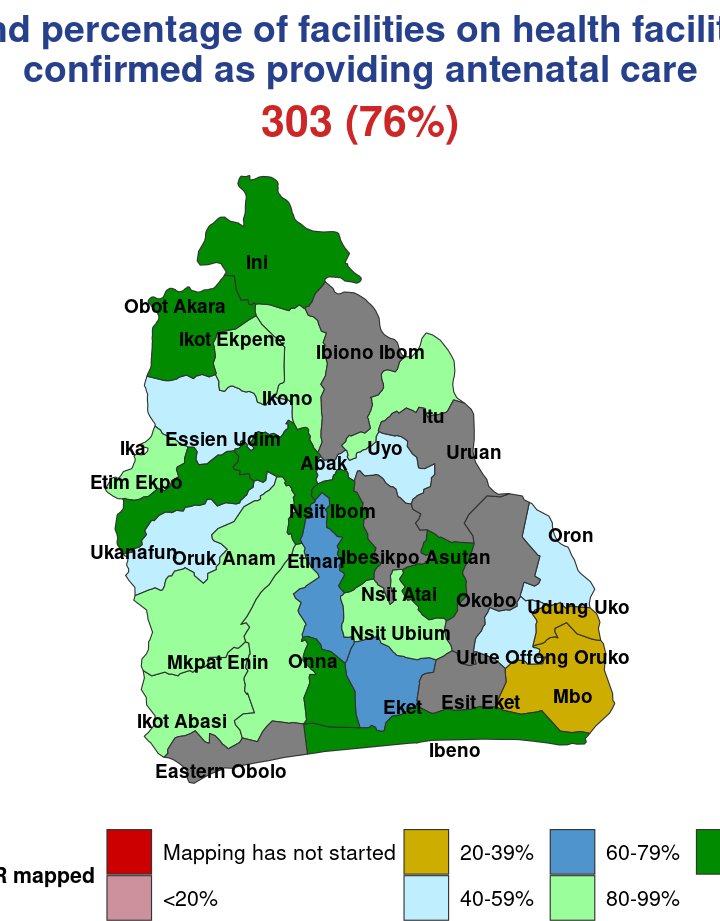 percentage of facilities on health
confirmed as providing antenatal care
303 (76%)
Ini
Obot Akara
Ikot Ekpene
Ibiono Ibom
Ikono
Itu
Essien Udim
Ika
Uyo
Uruan
Abak
Etim Ekpo
Nsit Ibom
Oron
Ukanafun
Oruk Anam
Etinan
Ibesikpo Asutan
Nsit Atai
Okobo
Udung Uko
Nsit Ubium
Mkpat Enin
Onna
Urue Offong Oruko
Mbo
Eket
Esit Eket
Ikot Abasi
Ibeno
Eastern Obolo
Mapping has not started
20-39%
60-79%
R mapped
<20%
40-59%
80-99%